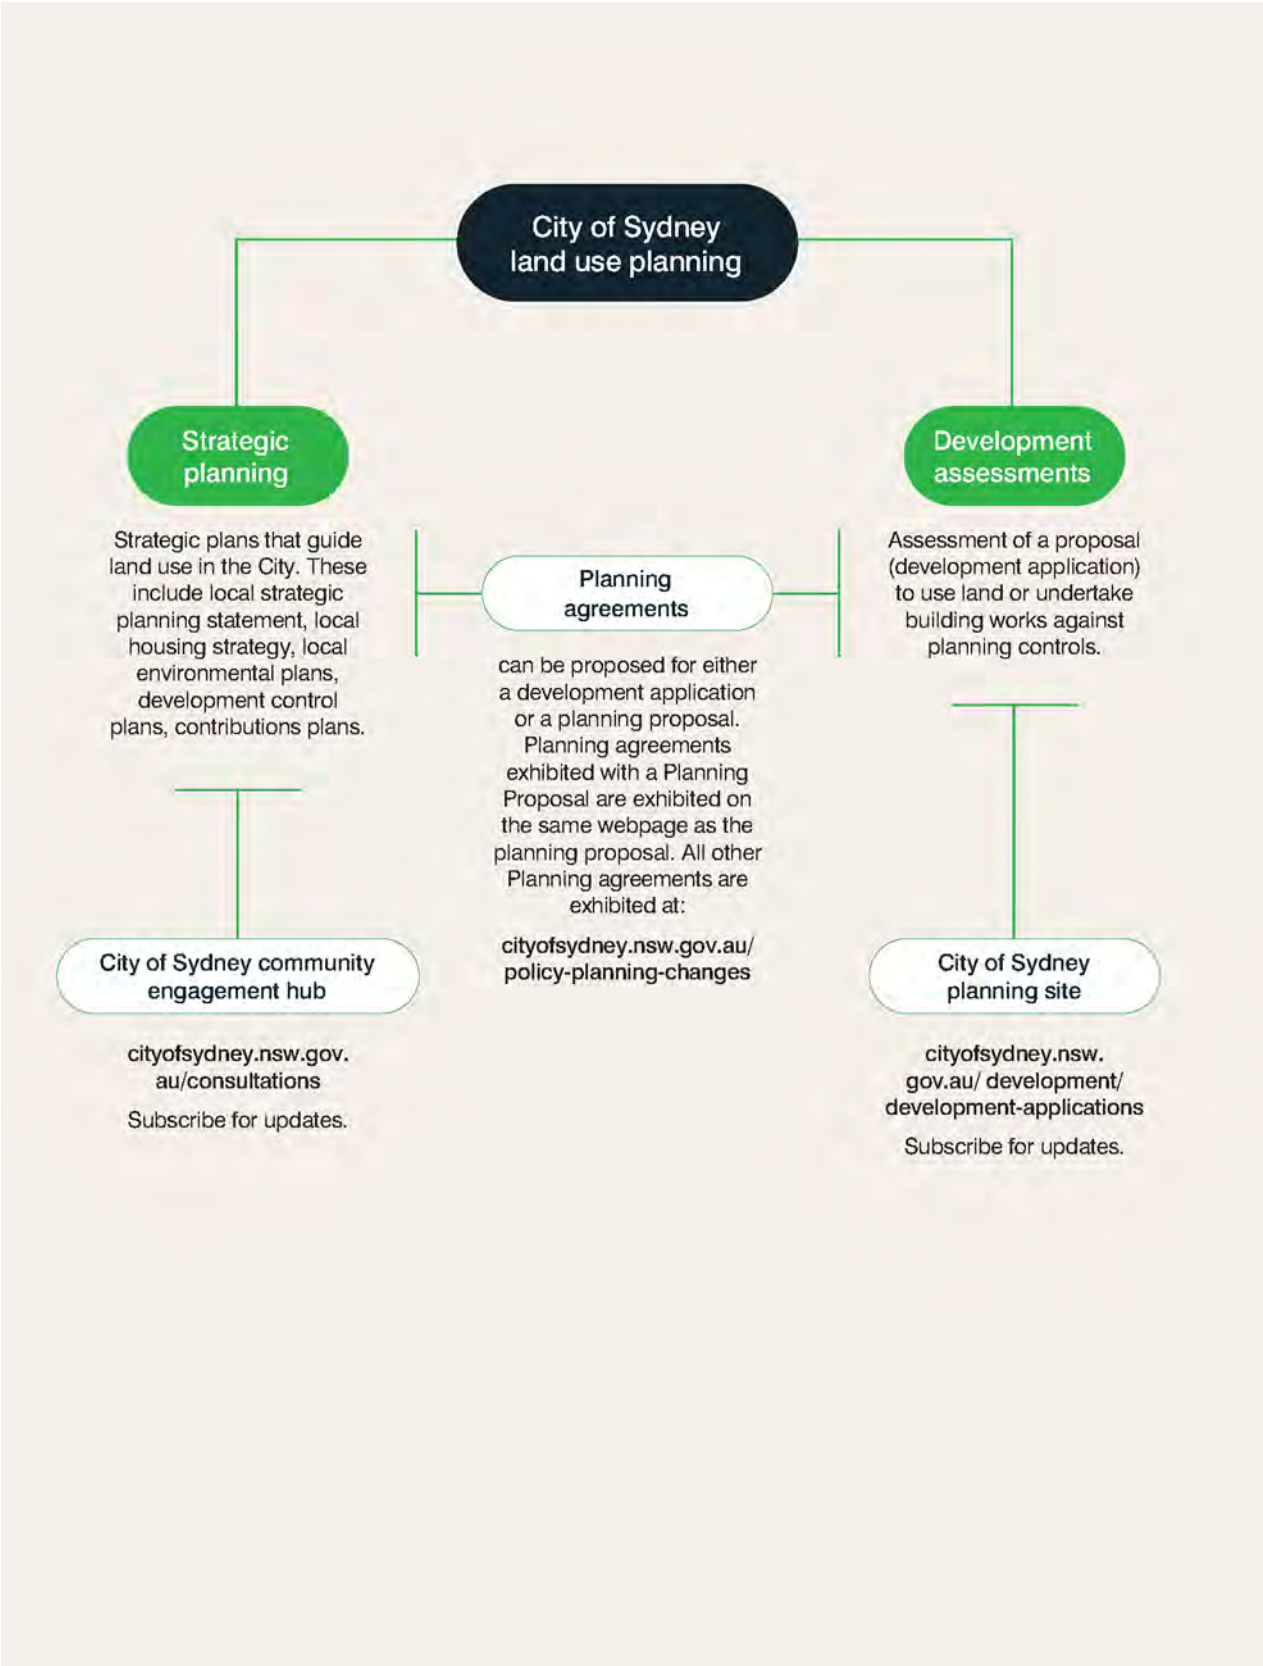 City of Sydney
land use planning
Strategic
planning
Strategic plans that guide
land use in the City. These
include local strategic
planning statement, local
housing strategy, local
environmental plans,
development control
plans, contributions plans.
City of Sydney community
engagement hub
cityofsydney.nsw.gov.
au/consultations
Subscribe for updates.
Planning
agreements
can be proposed for either
a development application
or a planning proposal.
Planning agreements
exhibited with a Planning
Proposal are exhibited on
the same webpage as the
planning proposal. All other
Planning agreements are
exhibited at:
cityofsydney.nsw.gov.au/
policy-planning-changes
Development
assessments
Assessment of a proposal
(development application)
to use land or undertake
building works against
planning controls.
City of Sydney
planning site
cityofsydney.nsw.
gov.au/ development/
development-applications
Subscribe for updates.